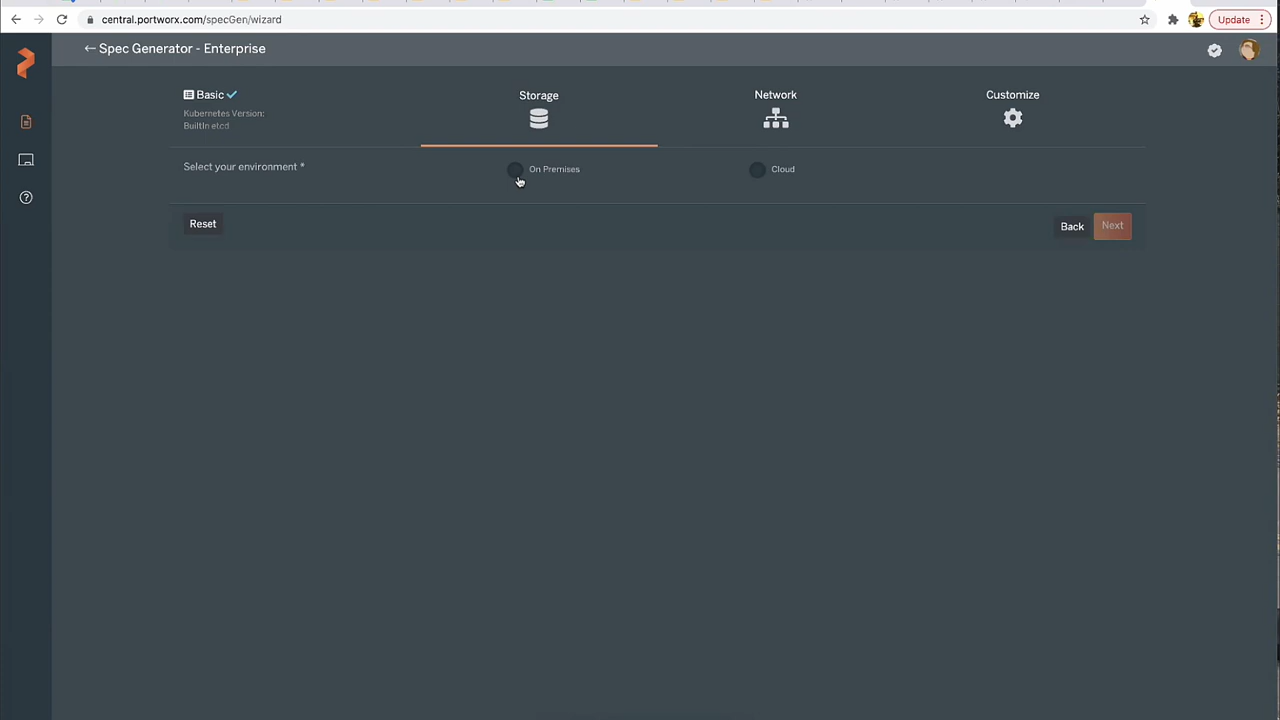 central.portworx.com/specGen/wizard
Update
Spec Generator - Enterprise
Basic
Kubernetes Version:
BuiltIn etcd
Storage
Network
Customize
Select your environment *
On Premises
Cloud
Reset
Back
Next